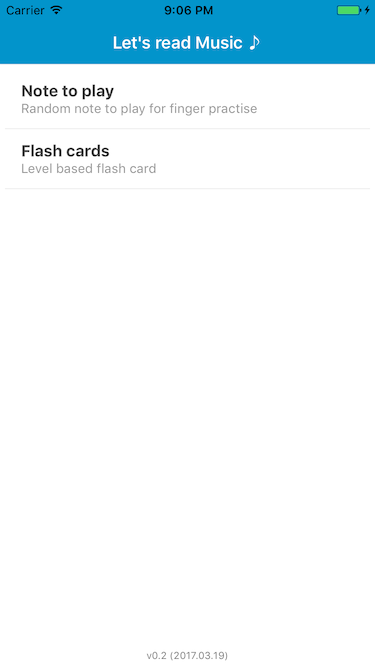 Carrier 9:06 PM
Let's read Music ♪
Note to play
Random note to play for finger practise
Flash cards
Level based flash card
v0.2 (2017.03.19)